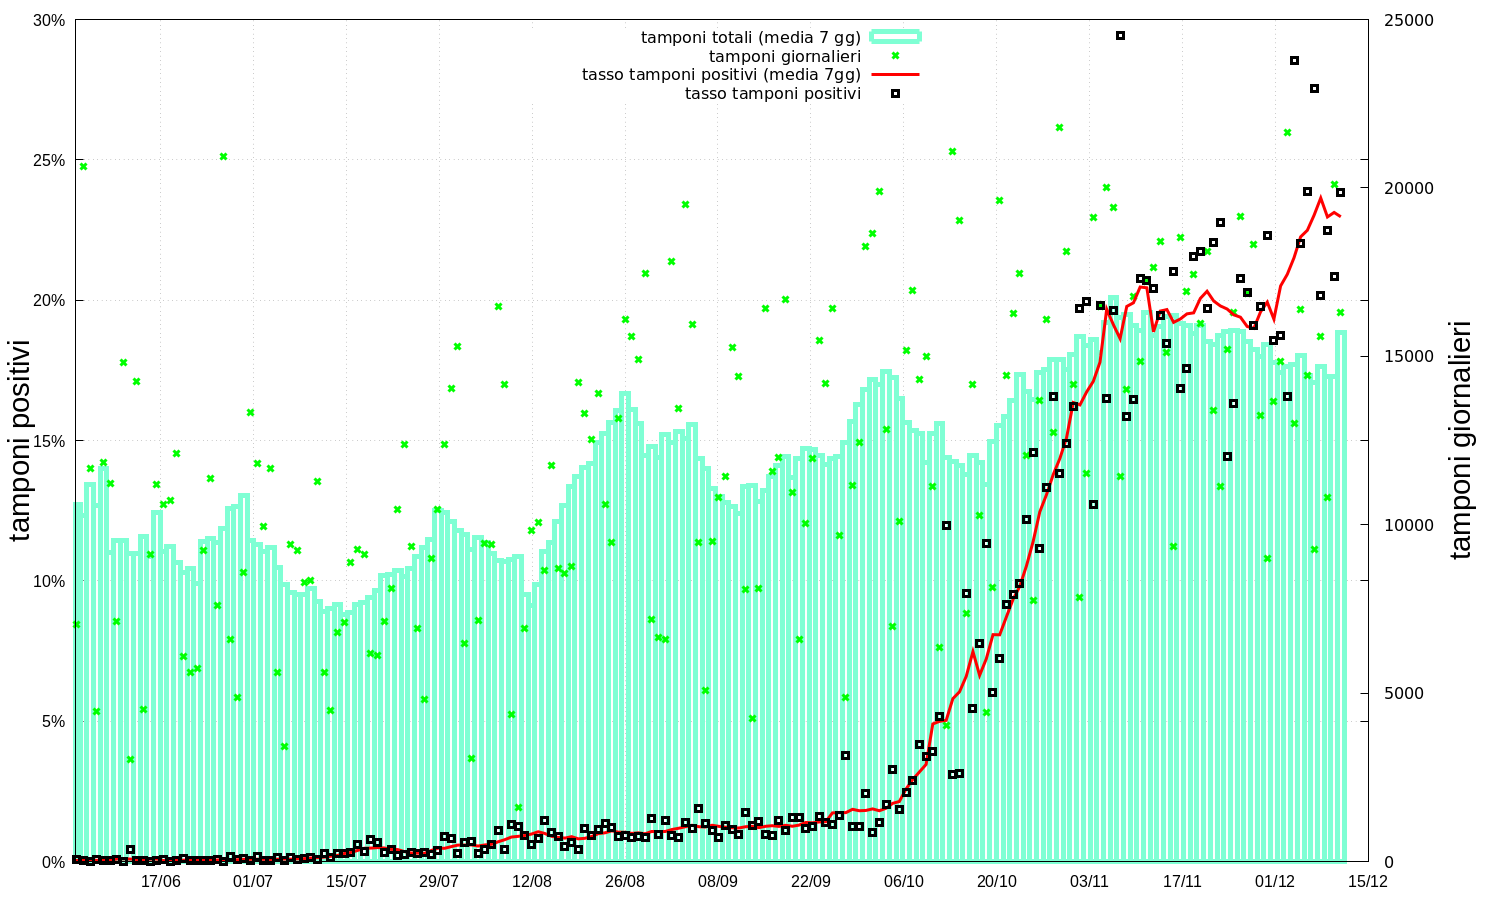 30%
25%
20%
15%
10%
5%
0%
tamponi positivi
tamponi totali (media 7 gg)
tamponi giornalieri
tasso tamponi positivi (media 7gg)
tasso tamponi positivi
25000
20000
15000
10000
5000
0
tamponi giornalieri
17/06 01/07 15/07 29/07 12/08 26/08 08/09 22/09 06/10 20/10 03/11 17/11 01/12 15/12